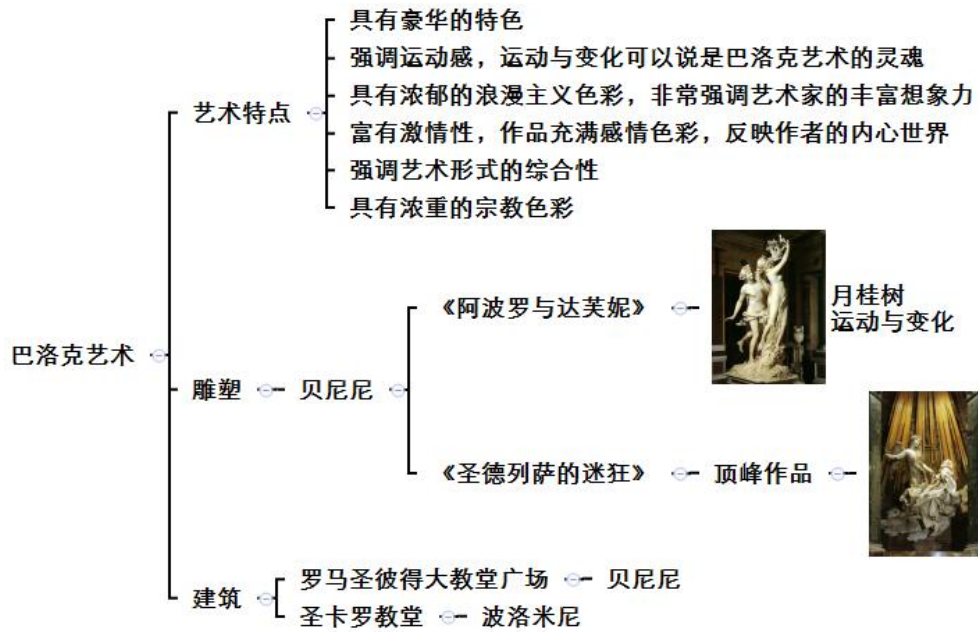 具有豪华的特色
强调运动感，运动与变化可以说是巴洛克艺术的灵魂
艺术特点
具有浓郁的浪漫主义色彩，非常强调艺术家的丰富想象力
富有激情性，作品充满感情色彩，反映作者的内心世界
强调艺术形式的综合性
具有浓重的宗教色彩
巴洛克艺术
雕塑
贝尼尼
《阿波罗与达芙妮》
月桂树
运动与变化
《圣德列萨的迷狂》
顶峰作品
建筑
罗马圣彼得大教堂广场
贝尼尼
圣卡罗教堂
波洛米尼